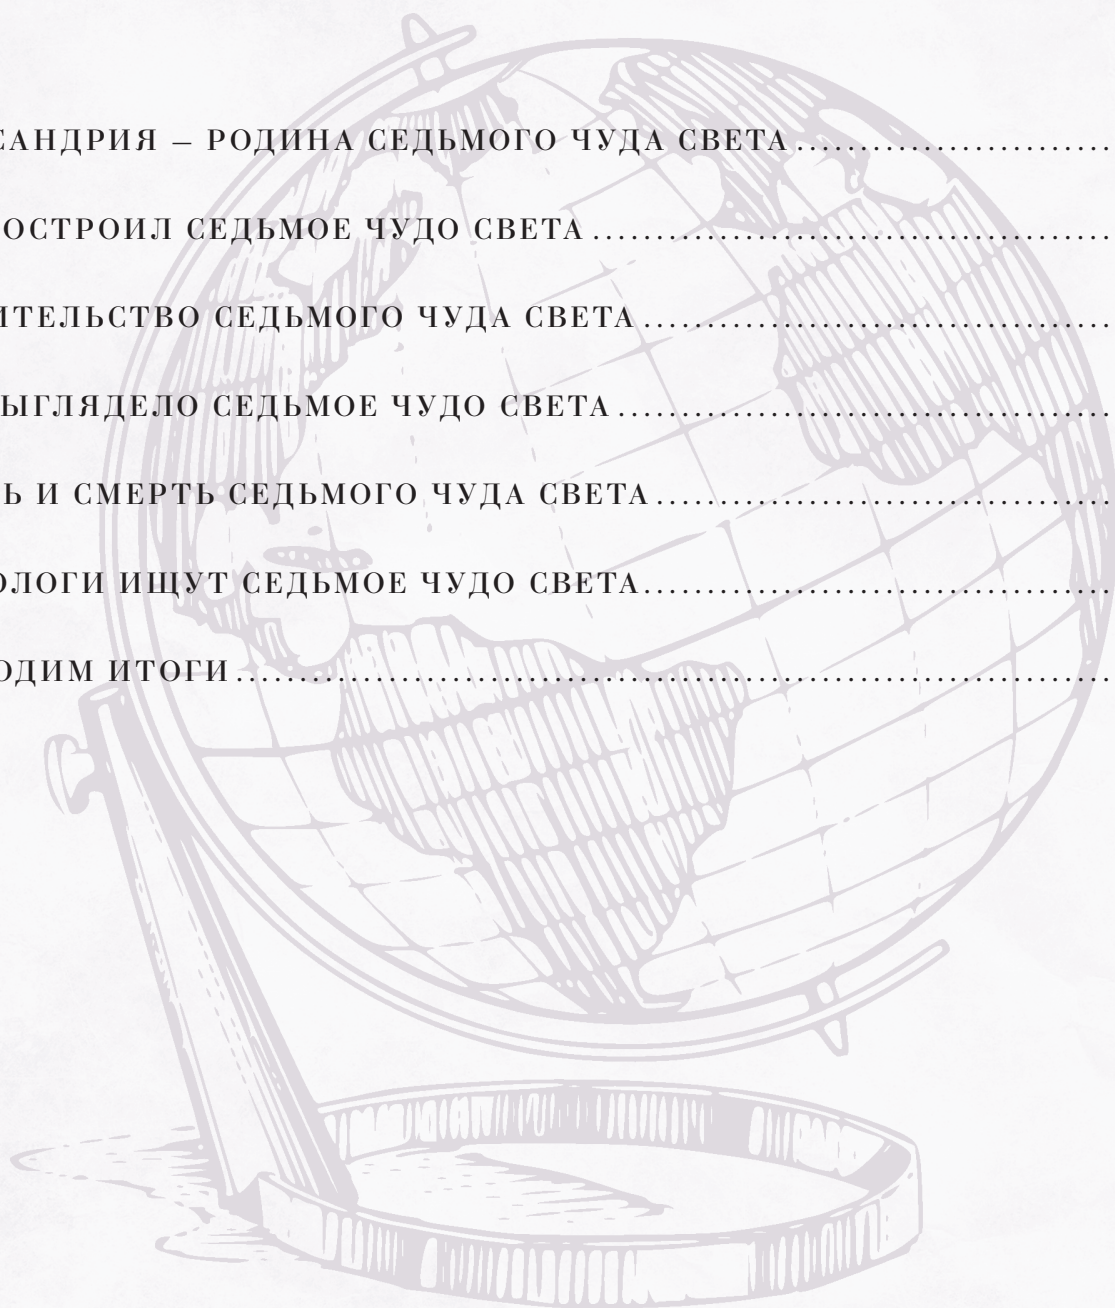 САНДРИЯ – РОДИНА СЕДЬМОГО ЧУДА СВЕТА
ОСТРОИЛ СЕДЬМОЕ ЧУДО СВЕТА
ИТЕЛЬСТВО СЕДЬМОГО ЧУДА СВЕТА
ЫГЛЯДЕЛО СЕДЬМОЕ ЧУДО СВЕТА
Ь И СМЕРТЬ СЕДЬМОГО ЧУДА СВЕТА
ОЛОГИ ИЩУТ СЕДЬМОЕ ЧУДО СВЕТА
ОДИМ ИТОГИ